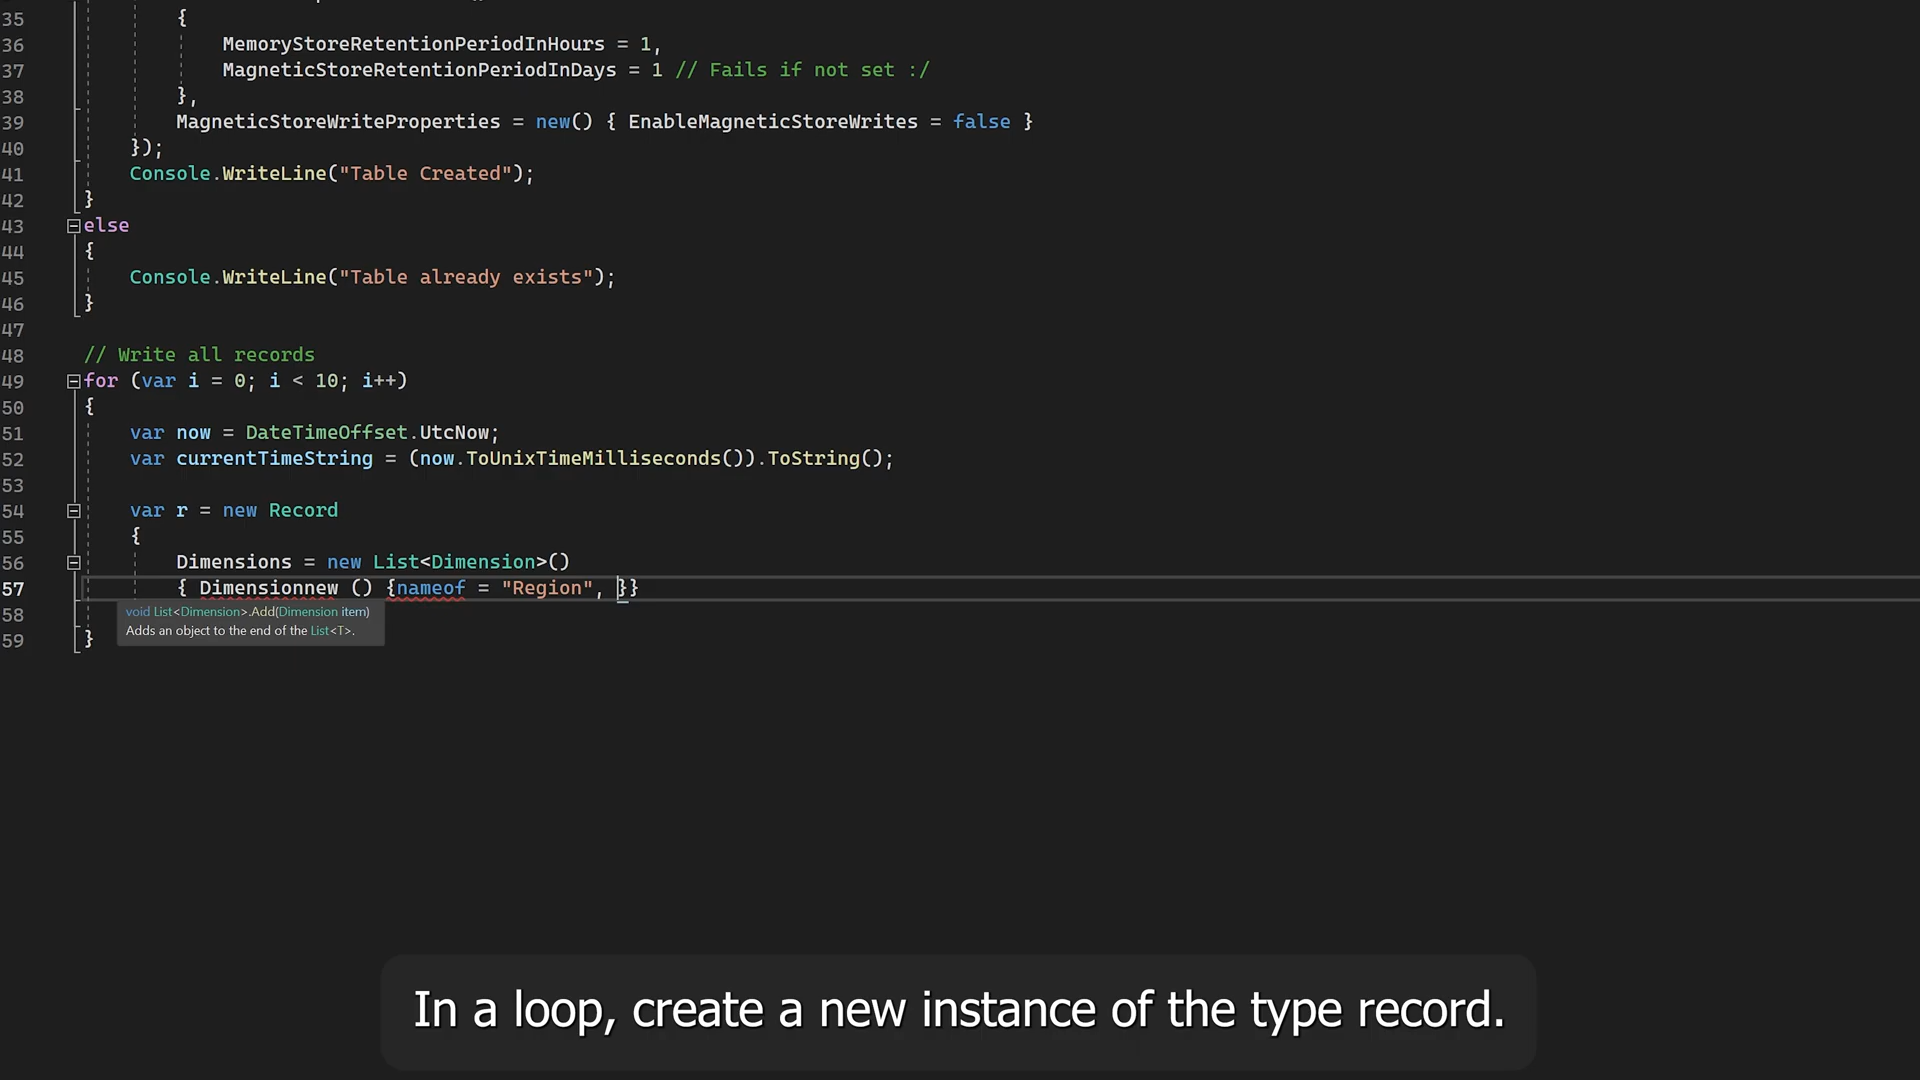 35 {
36 MemoryStoreRetentionPeriodInHours = 1,
37 MagneticStoreRetentionPeriodInDays = 1 // Fails if not set :/
38 },
39 MagneticStoreWriteProperties = new() { EnableMagneticStoreWrites = false }
40 });
41 Console.WriteLine("Table Created");
42 }
43 else
44 {
45 Console.WriteLine("Table already exists");
46 }
47
48 // Write all records
49 for (var i = 0; i < 10; i++)
50 {
51 var now = DateTimeOffset.UtcNow;
52 var currentTimeString = (now.ToUnixTimeMilliseconds()).ToString();
53
54 var r = new Record
55 {
56 Dimensions = new List<Dimension>()
57 { Dimensionnew () {nameof = "Region", }}
58 void List<Dimension>.Add(Dimension item)
Adds an object to the end of the List<T>.
59 }
In a loop, create a new instance of the type record.